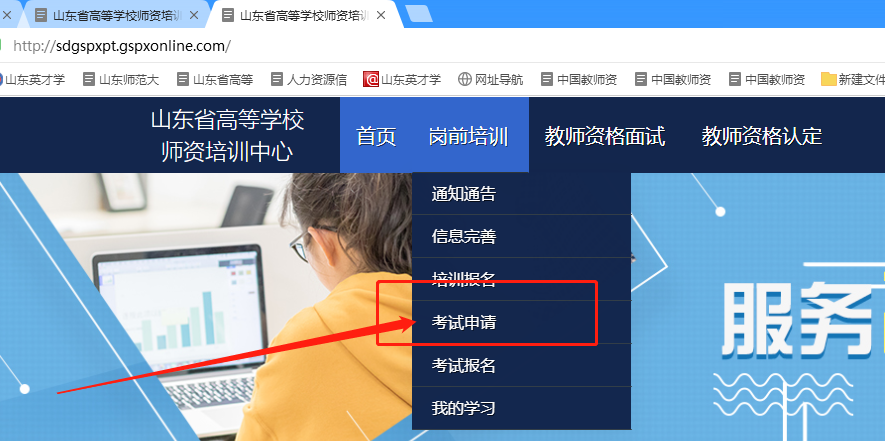 山东省高等学校师资培训
山东省高等学校师资培训
http://sdgspxpt.gspxonline.com/
山东英才学 山东师范大 山东省高等 人力资源信 山东英才学 网址导航 中国教师资 中国教师资 中国教师资 新建文件
山东省高等学校
师资培训中心
首页 岗前培训 教师资格面试 教师资格认定
通知通告
信息完善
培训报名
考试申请
考试报名
我的学习
服务